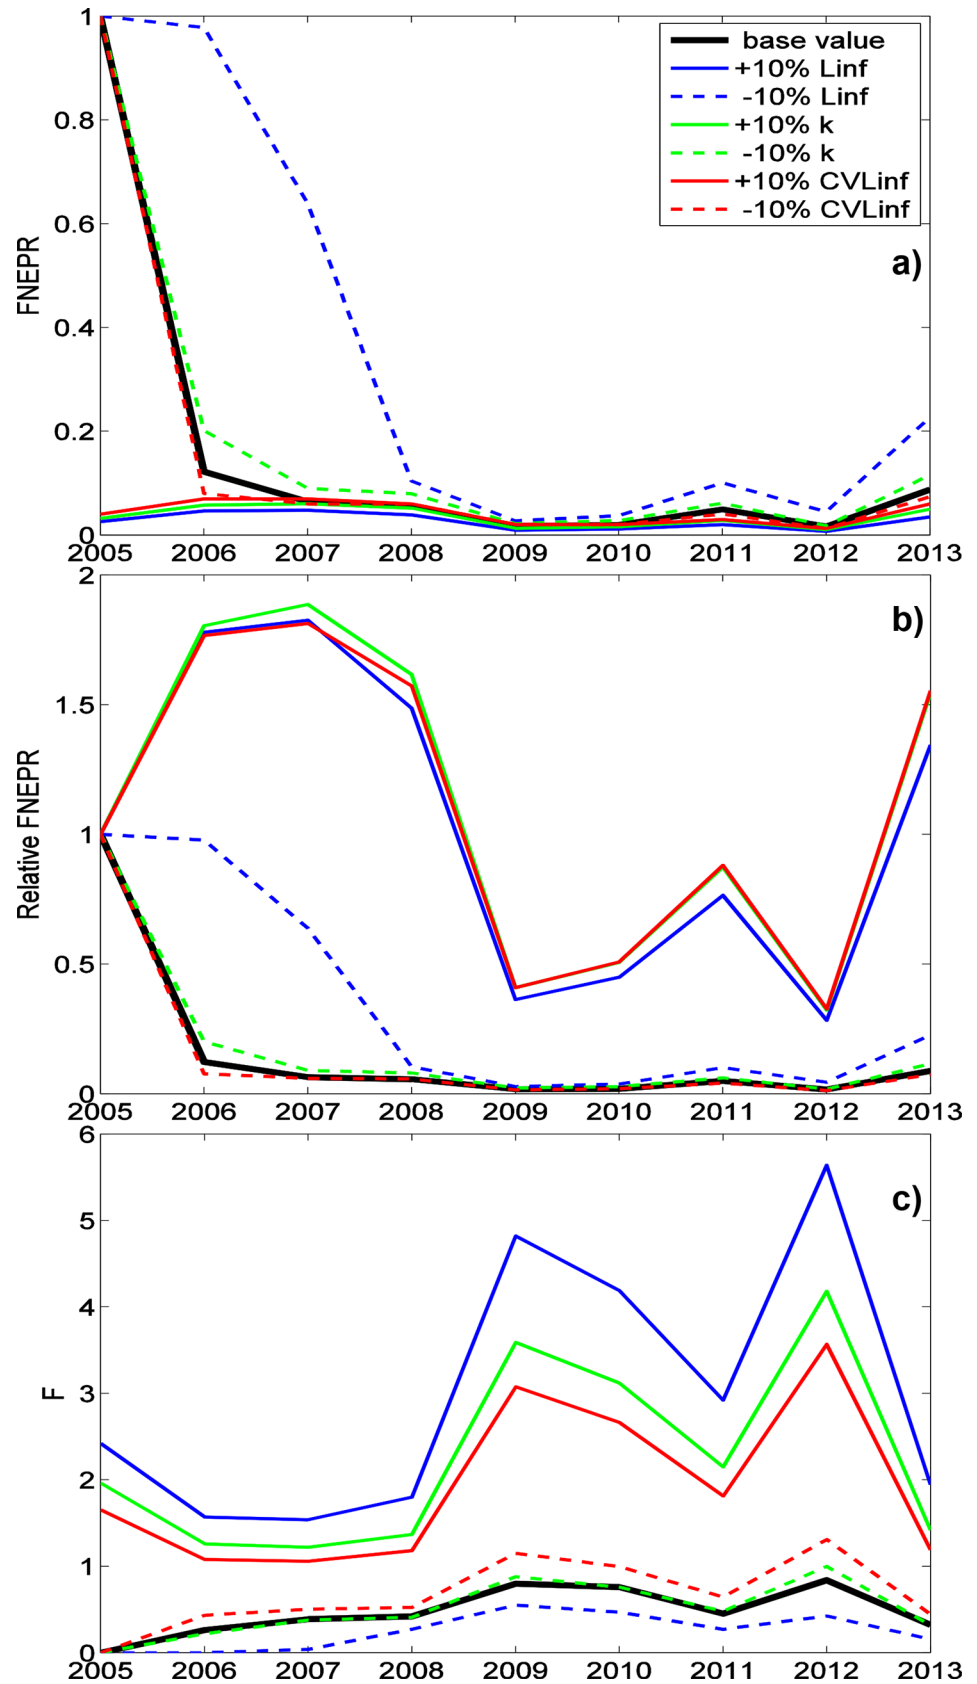 1
base value
+10% Linf
-10% Linf
+10% k
-10% k
+10% CVLinf
-10% CVLinf
0.8
0.6
a)
FNEPR
0.4
0.2
0
2005 2006 2007 2008 2009 2010 2011 2012 2013
2
b)
1.5
Relative FNEPR
1
0.5
0
2005 2006 2007 2008 2009 2010 2011 2012 2013
6
c)
5
4
F
3
2
1
0
2005 2006 2007 2008 2009 2010 2011 2012 2013